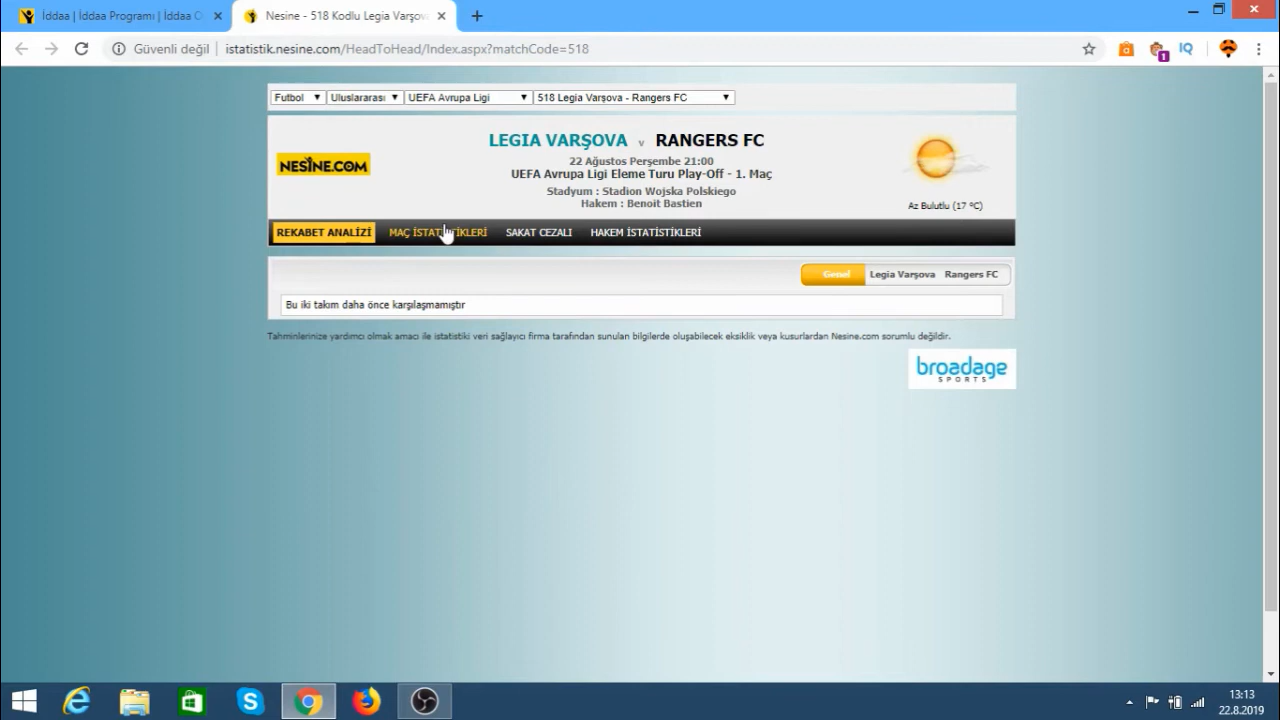 İddaa | İddaa Programı | İddaa O
Nesine - 518 Kodlu Legia Varşov
Güvenli değil
istatistik.nesine.com/HeadToHead/Index.aspx?matchCode=518
IQ
1
Futbol
Uluslararası
UEFA Avrupa Ligi
518 Legia Varşova - Rangers FC
LEGIA VARŞOVA v RANGERS FC
22 Ağustos Perşembe 21:00
UEFA Avrupa Ligi Eleme Turu Play-Off - 1. Maç
Stadyum : Stadion Wojska Polskiego
Hakem : Benoit Bastien
NESİNE.COM
Az Bulutlu (17 °C)
REKABET ANALİZİ
MAÇ İSTATİSTİKLERİ
SAKAT CEZALI
HAKEM İSTATİSTİKLERİ
Genel
Legia Varşova
Rangers FC
Bu iki takım daha önce karşılaşmamıştır
Tahminlerinize yardımcı olmak amacı ile istatistiki veri sağlayıcı firma tarafından sunulan bilgilerde oluşabilecek eksiklik veya kusurlardan Nesine.com sorumlu değildir.
broadage
SPORTS
13:13
22.8.2019